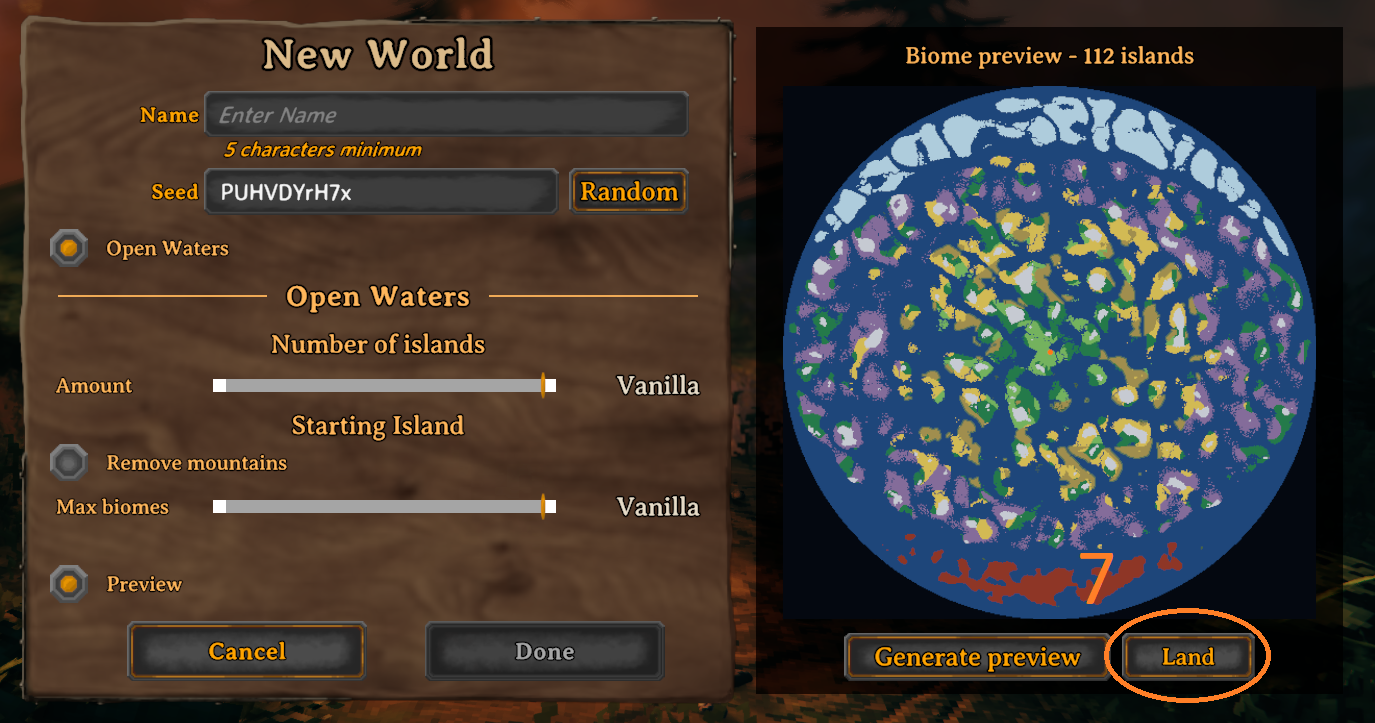 New World
Name
Enter Name
5 characters minimum
Seed
PUHVDYrH7x
Random
Open Waters
Open Waters
Number of islands
Amount
Vanilla
Starting Island
Remove mountains
Max biomes
Vanilla
Preview
Cancel
Done
Biome preview - 112 islands
7
Generate preview
Land